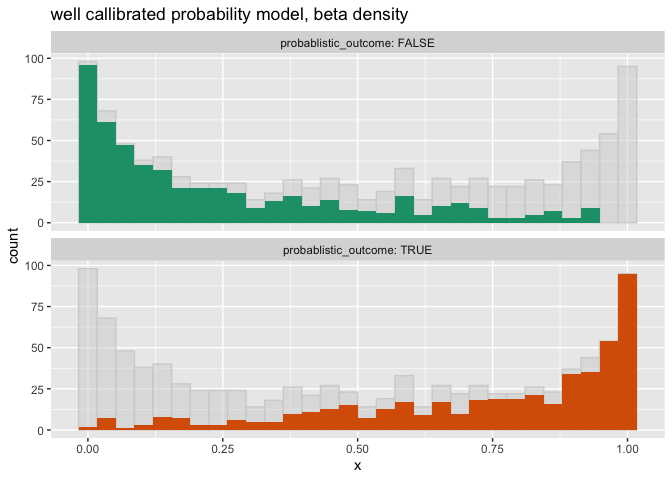 well callibrated probability model, beta density
probablistic_outcome: FALSE
100
75
50
25
0
probablistic_outcome: TRUE
100
75
50
25
0
count
0.00 0.25 0.50 0.75 1.00
x